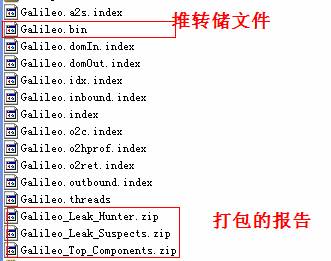 Galileo.a2s.index
Galileo.bin
推转储文件
Galileo.domIn.index
Galileo.domOut.index
Galileo.idx.index
Galileo.inbound.index
Galileo.index
Galileo.o2c.index
Galileo.o2hprof.index
Galileo.o2ret.index
Galileo.outbound.index
Galileo.threads
Galileo_Leak_Hunter.zip
Galileo_Leak_Suspects.zip
Galileo_Top_Components.zip
打包的报告